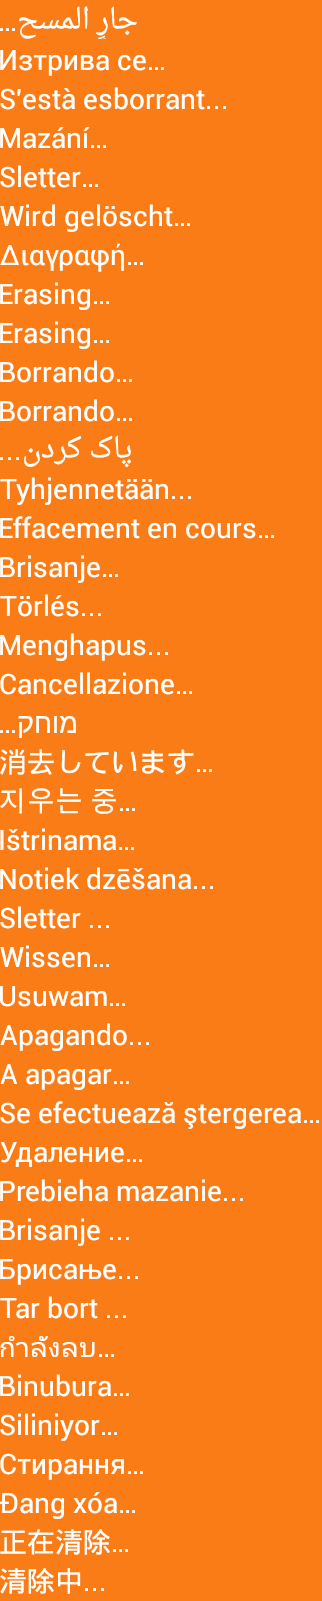 جارٍ المسح...
Изтрива се...
S'està esborrant...
Mazání...
Sletter...
Wird gelöscht...
Διαγραφή...
Erasing...
Erasing...
Borrando...
Borrando...
پاک کردن...
Tyhjennetään...
Effacement en cours...
Brisanje...
Törlés...
Menghapus...
Cancellazione...
מוחק...
消去しています...
지우는 중...
Ištrinama...
Notiek dzēšana...
Sletter ...
Wissen...
Usuwam...
Apagando...
A apagar...
Se efectuează ştergerea...
Удаление...
Prebieha mazanie...
Brisanje ...
Брисање...
Tar bort ...
กำลังลบ...
Binubura...
Siliniyor...
Стирання...
Đang xóa...
正在清除...
清除中...